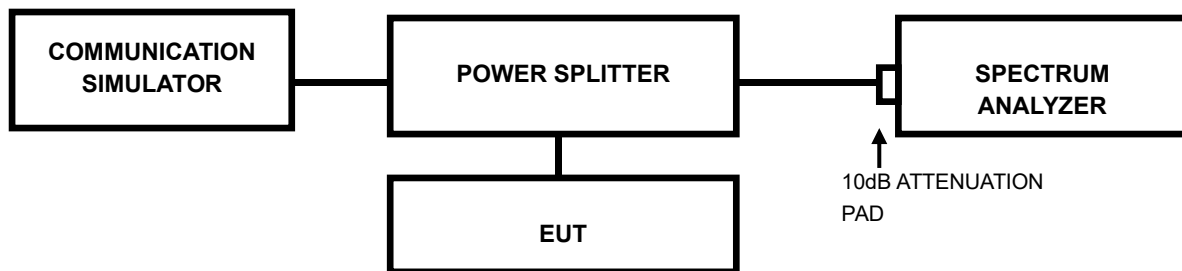 COMMUNICATION
SIMULATOR
POWER SPLITTER
SPECTRUM
ANALYZER
10dB ATTENUATION
PAD
EUT